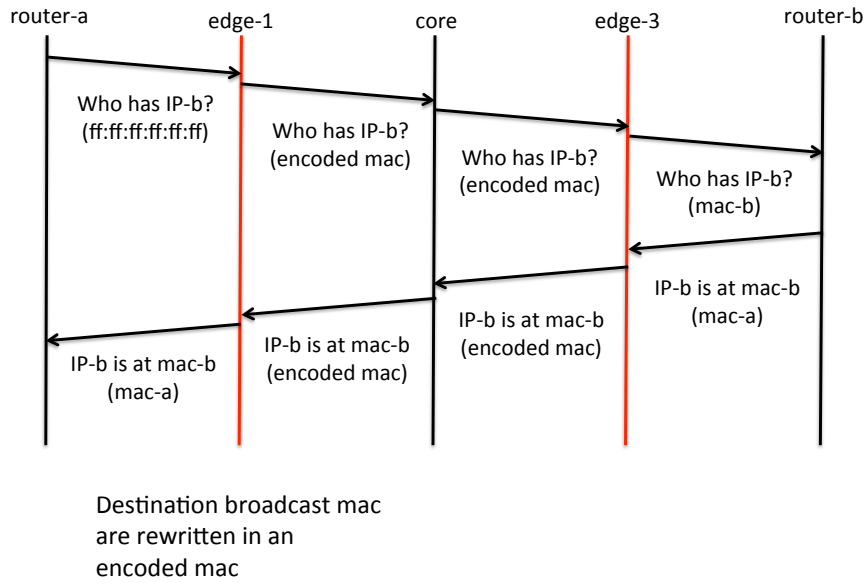 router-a
edge-1
core
edge-3
router-b
Who has IP-b?
(ff:ff:ff:ff:ff:ff)
Who has IP-b?
(encoded mac)
Who has IP-b?
(encoded mac)
Who has IP-b?
(mac-b)
IP-b is at mac-b
(mac-a)
IP-b is at mac-b
(encoded mac)
IP-b is at mac-b
(encoded mac)
IP-b is at mac-b
(mac-a)
Destination broadcast mac
are rewritten in an
encoded mac